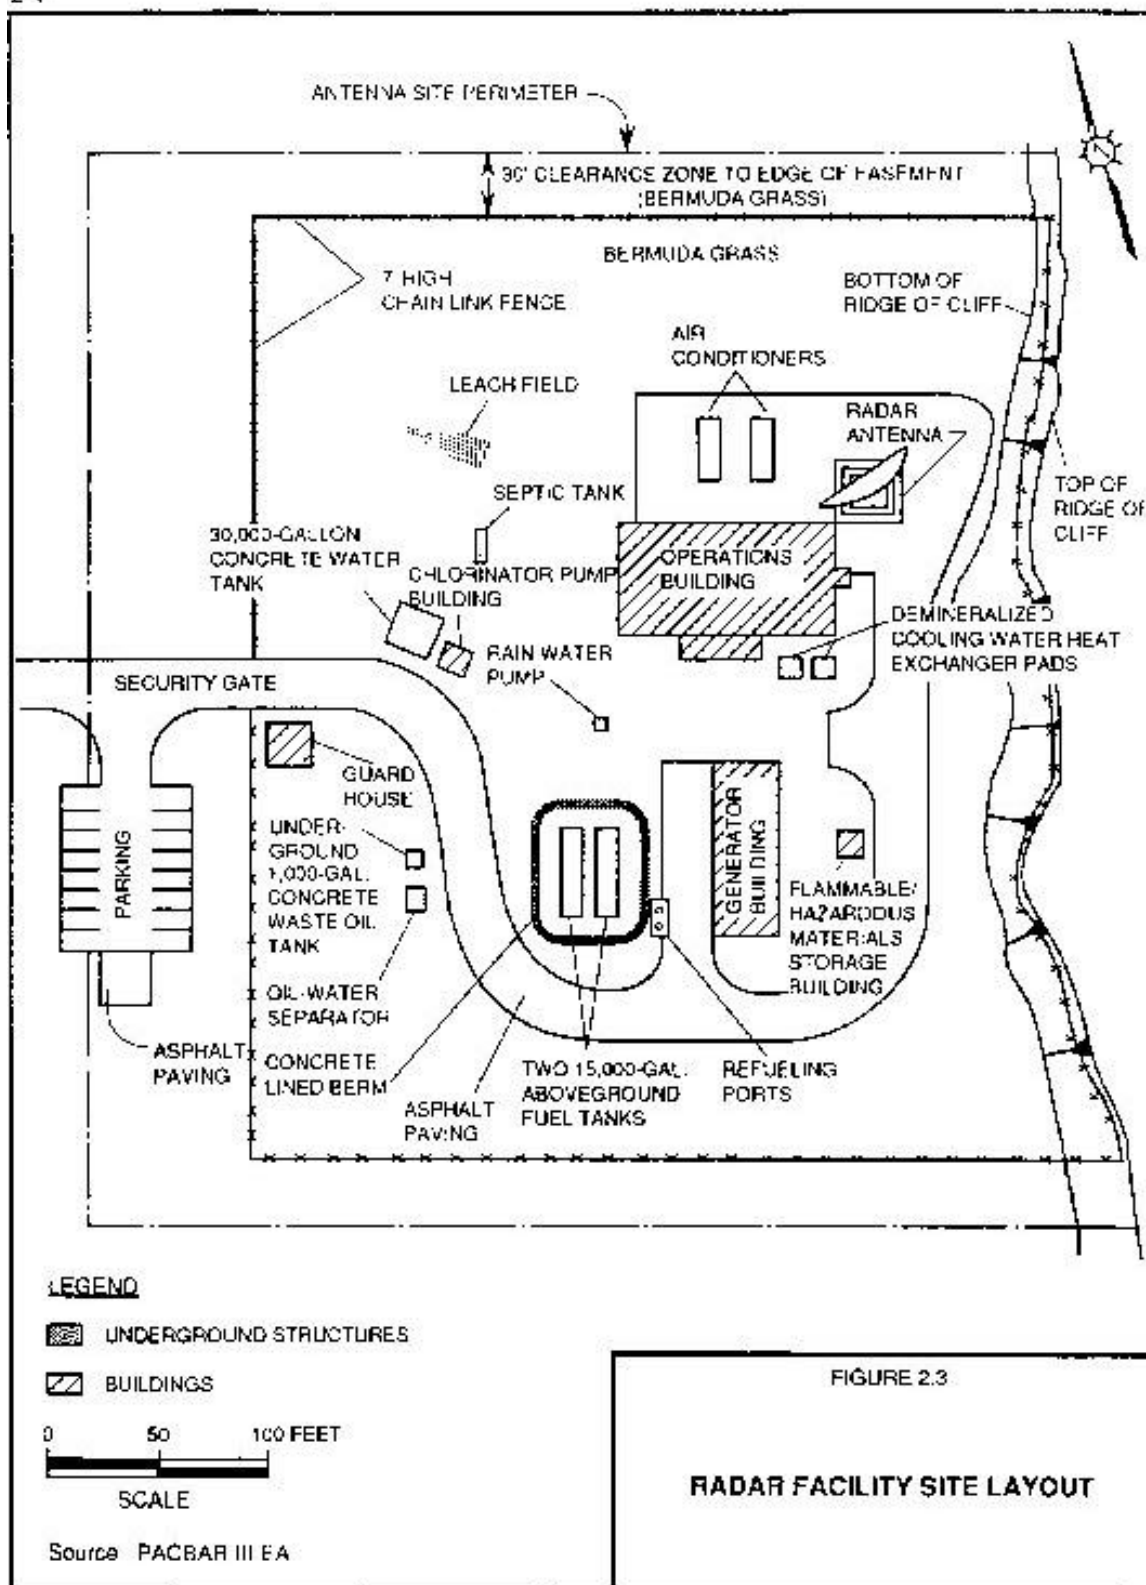 ANTENNA SITE PERIMETER
30' CLEARANCE ZONE TO EDGE OF EASEMENT
(BERMUDA GRASS)
BERMUDA GRASS
7' HIGH
CHAIN LINK FENCE
BOTTOM OF
RIDGE OF CLIFF
AIR
CONDITIONERS
LEACH FIELD
RADAR
ANTENNA
TOP OF
RIDGE OF
CLIFF
SEPTIC TANK
30,000-GALLON
CONCRETE WATER
TANK
CHLORINATOR PUMP
BUILDING
OPERATIONS
BUILDING
DEMINERALIZED
COOLING WATER HEAT
EXCHANGER PADS
RAIN WATER
PUMP
SECURITY GATE
GUARD
HOUSE
PARKING
UNDER-
GROUND
1,000-GAL.
CONCRETE
WASTE OIL
TANK
GENERATOR
BUILDING
FLAMMABLE/
HAZARODUS
MATERIALS
STORAGE
BUILDING
OIL-WATER
SEPARATOR
ASPHALT
PAVING
CONCRETE
LINED BERM
ASPHALT
PAVING
TWO 15,000-GAL.
ABOVEGROUND
FUEL TANKS
REFUELING
PORTS
LEGEND
UNDERGROUND STRUCTURES
BUILDINGS
0 50 100 FEET
SCALE
Source PACBAR III EA
FIGURE 2.3
RADAR FACILITY SITE LAYOUT